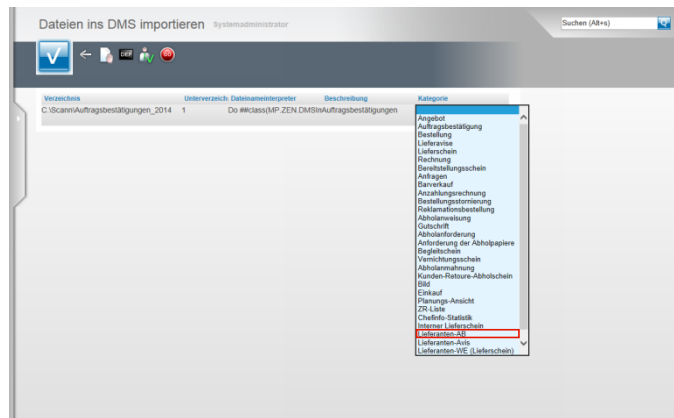 Dateien ins DMS importieren Systemadministrator
Suchen (Alt+s)
Verzeichnis Unterverzeich. Dateinameinterpreter Beschreibung Kategorie
C:\Scann\Auftragsbestätigungen_2014 1 Do ##class(MP.ZEN.DMSInAuftragsbestätigungen
Angebot
Auftragsbestätigung
Bestellung
Lieferavise
Lieferschein
Rechnung
Bereitstellungsschein
Anfragen
Barverkauf
Anzahlungsrechnung
Bestellungsstornierung
Reklamationsbestellung
Abholanweisung
Gutschrift
Abholanforderung
Anforderung der Abholpapiere
Begleitschein
Vernichtungsschein
Abholanmahnung
Kunden-Retoure-Abholschein
Bild
Einkauf
Planungs-Ansicht
ZR-Liste
Chefinfo-Statistik
Interner Lieferschein
Lieferanten-AB
Lieferanten-Avis
Lieferanten-WE (Lieferschein)